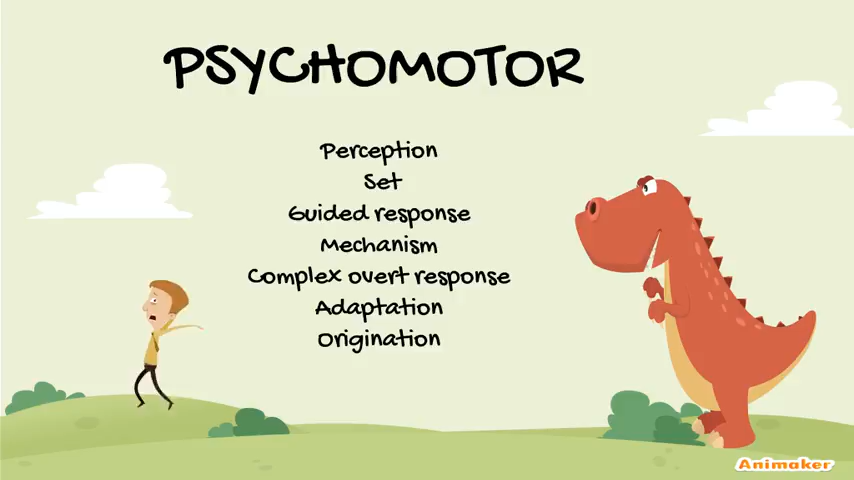 PSYCHOMOTOR
Perception
Set
Guided response
Mechanism
Complex overt response
Adaptation
Origination
Animaker